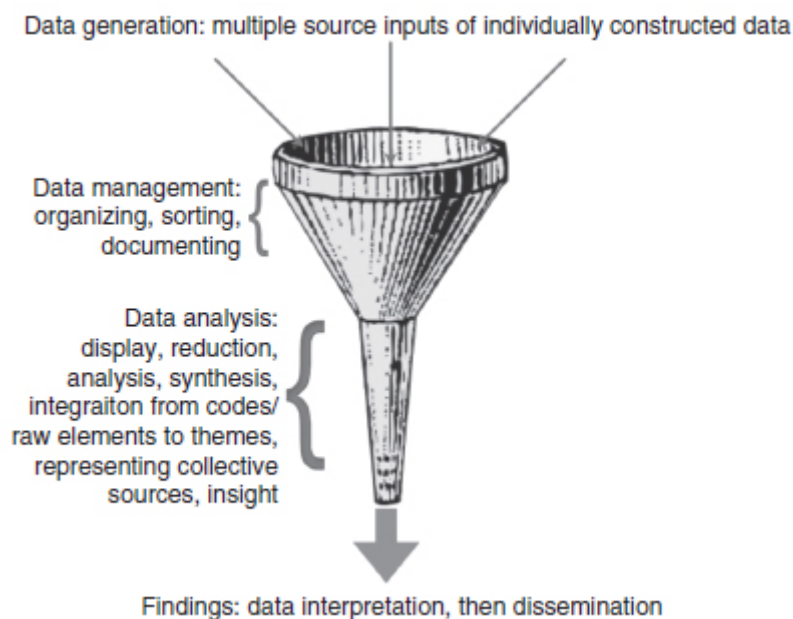 Data generation: multiple source inputs of individually constructed data
Data management:
organizing, sorting,
documenting
Data analysis:
display, reduction,
analysis, synthesis,
integraiton from codes/
raw elements to themes,
representing collective
sources, insight
Findings: data interpretation, then dissemination